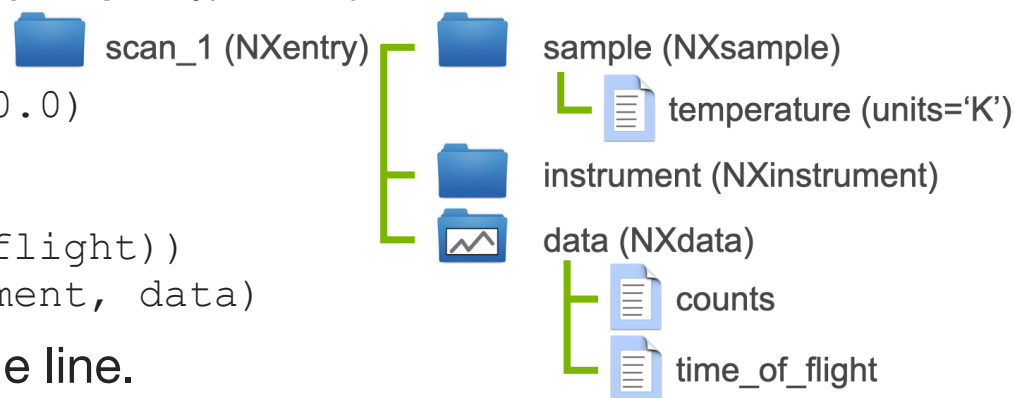 scan_1 (NXentry)
sample (NXsample)
0.0)
temperature (units=‘K’)
instrument (NXinstrument)
flight))
data (NXdata)
ment, data)
counts
e line.
time_of_flight